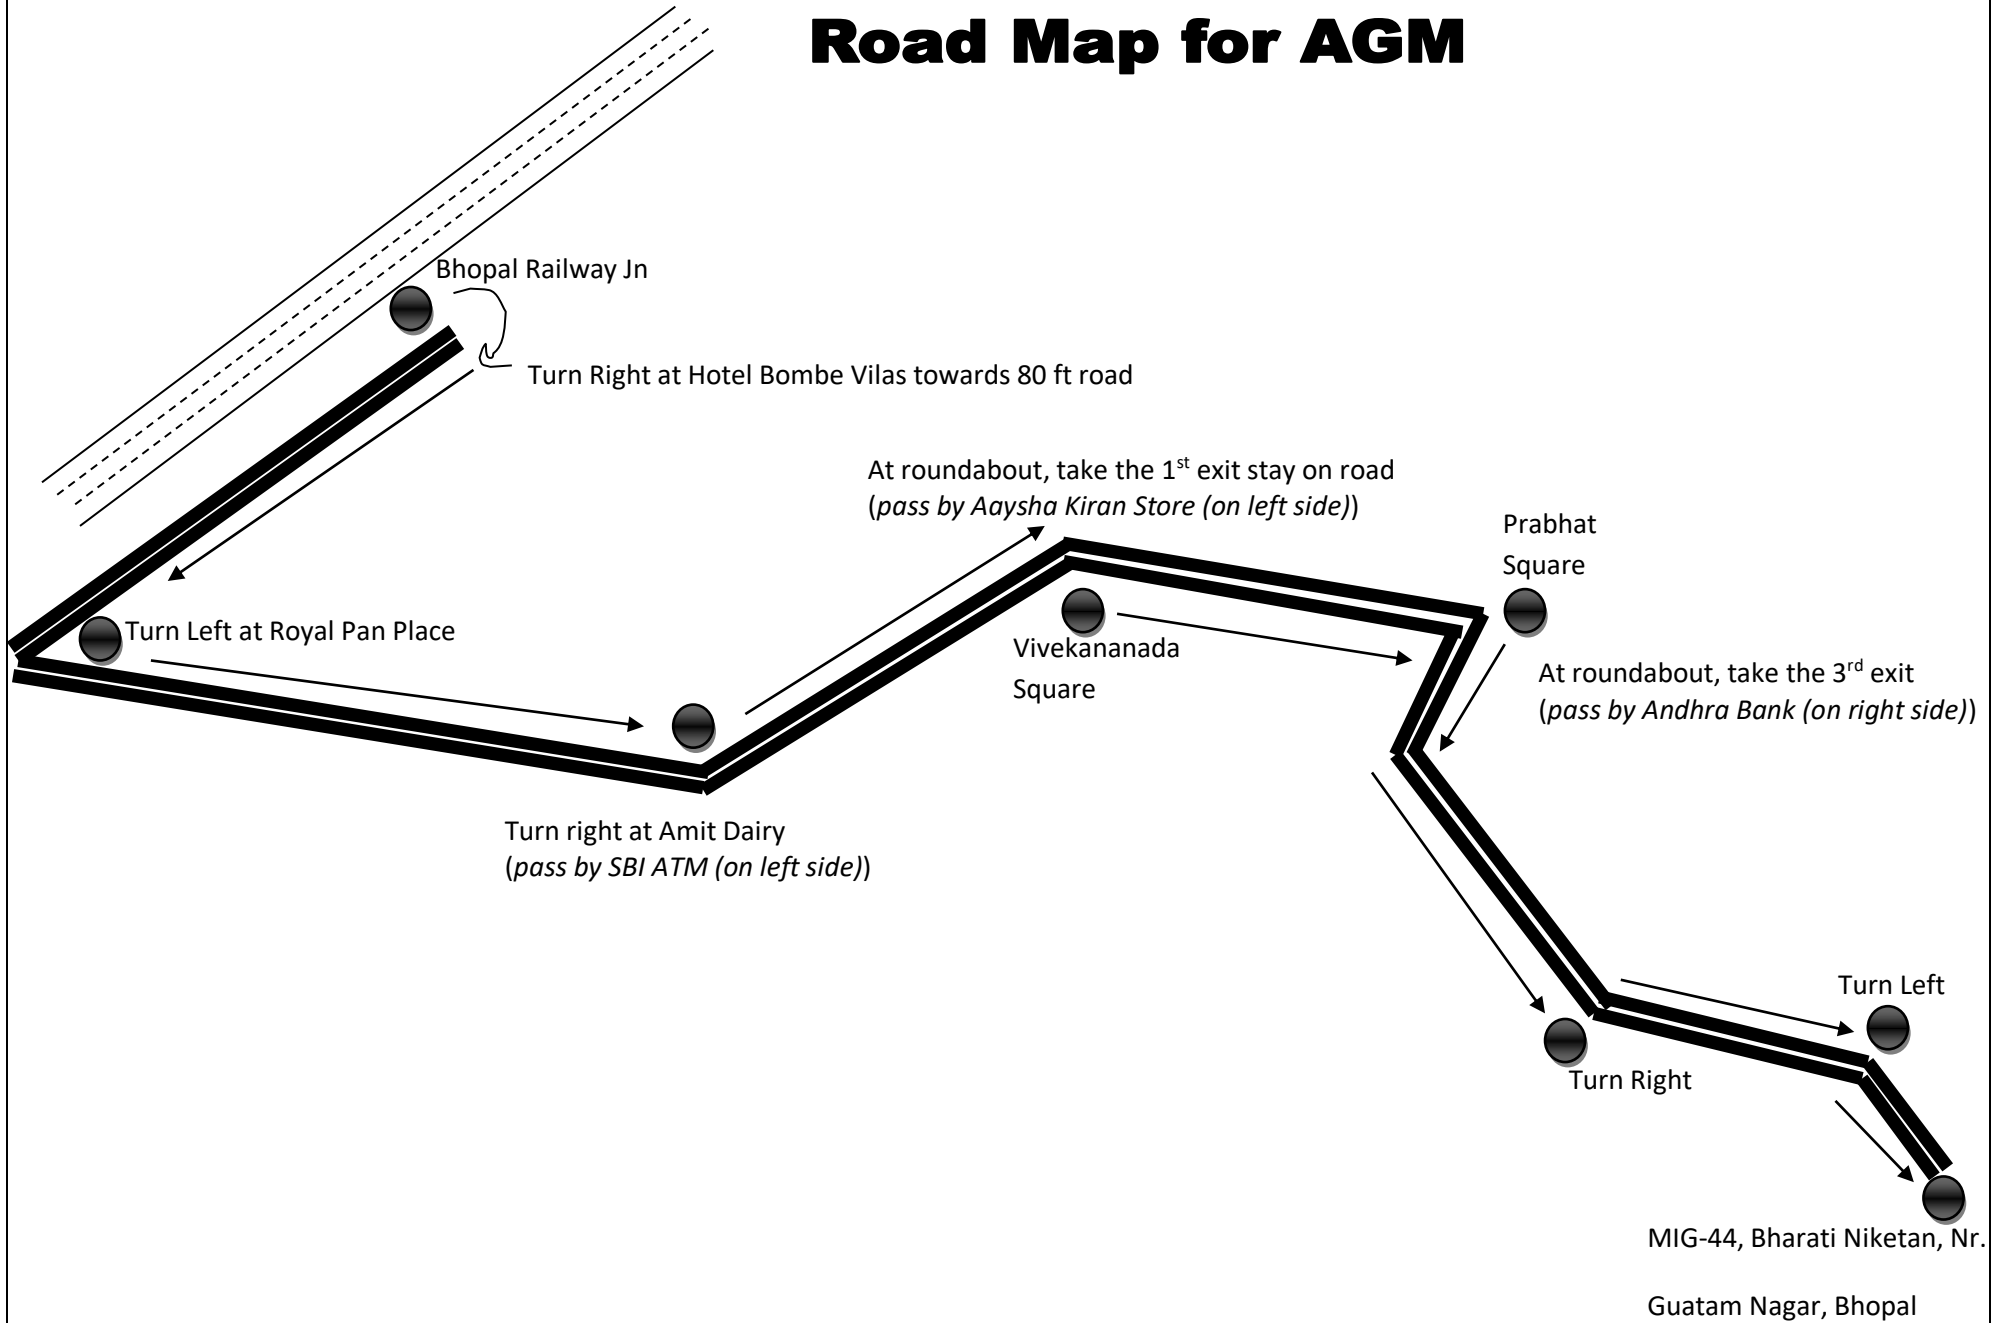 Road Map for AGM
Bhopal Railway Jn
Turn Right at Hotel Bombe Vilas towards 80 ft road
At roundabout, take the 1st exit stay on road
(pass by Aaysha Kiran Store (on left side))
Prabhat
Square
Turn Left at Royal Pan Place
Vivekananada
Square
At roundabout, take the 3rd exit
(pass by Andhra Bank (on right side))
Turn right at Amit Dairy
(pass by SBI ATM (on left side))
Turn Left
Turn Right
MIG-44, Bharati Niketan, Nr.
Guatam Nagar, Bhopal